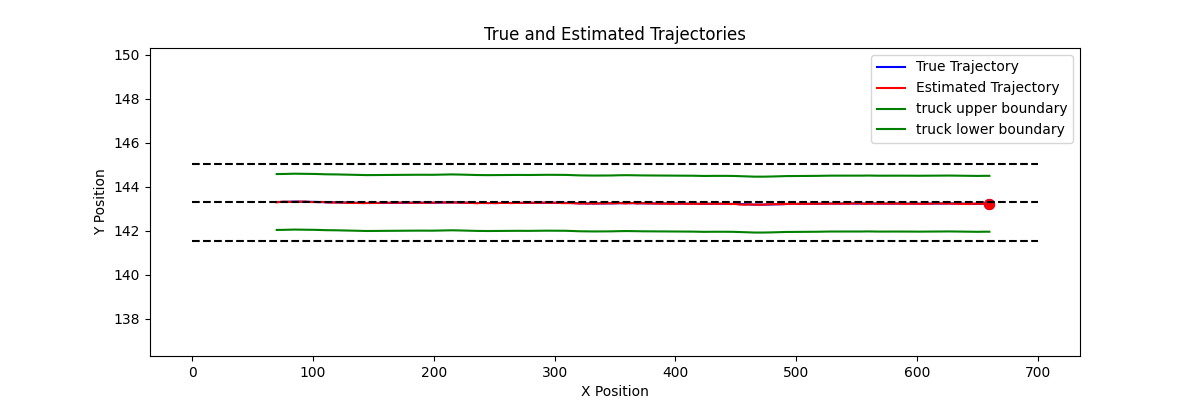 True and Estimated Trajectories
150
148
146
144
142
140
138
Y Position
True Trajectory
Estimated Trajectory
truck upper boundary
truck lower boundary
0 100 200 300 400 500 600 700
X Position